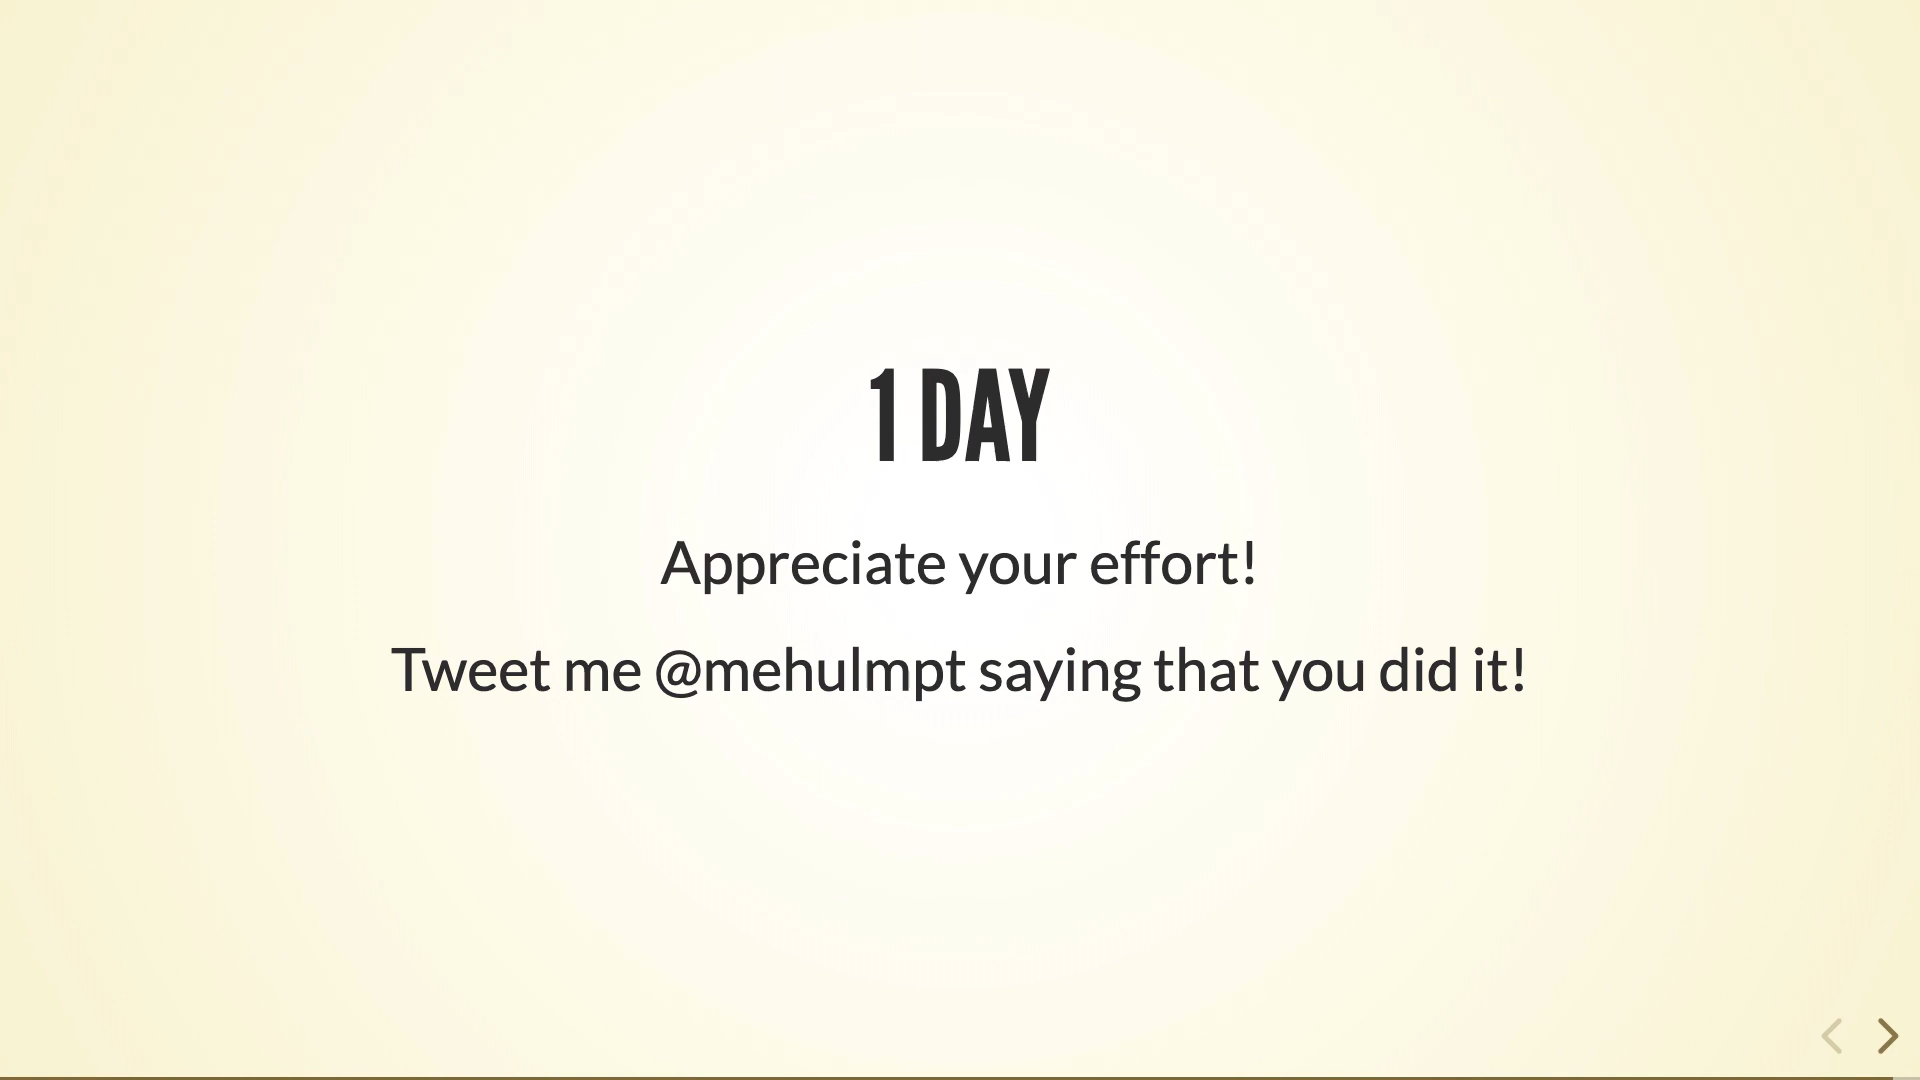 1 DAY
Appreciate your effort!
Tweet me @mehulmpt saying that you did it!